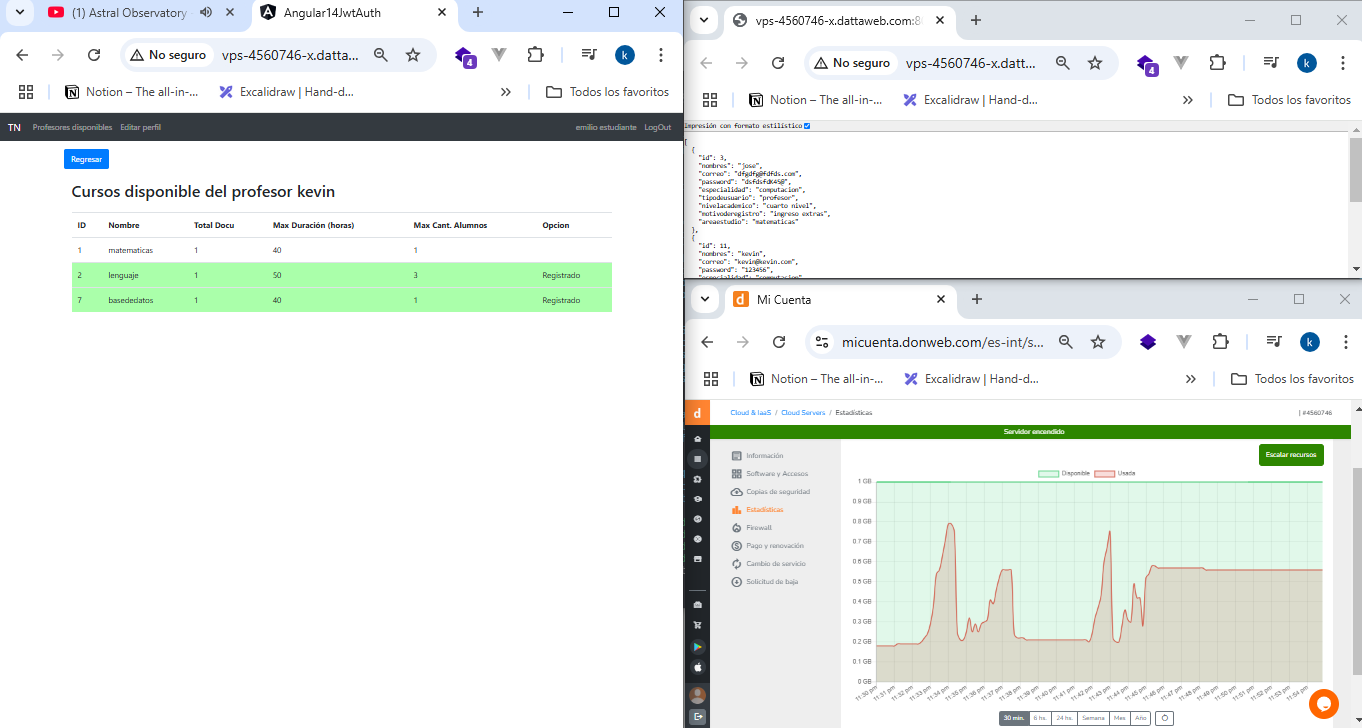 (1) Astral Observatory
Angular14JwtAuth
No seguro
vps-4560746-x.datta...
4
k
Notion – The all-in-...
Excalidraw | Hand-d...
Todos los favoritos
TN
Profesores disponibles
Editar perfil
emilio estudiante
LogOut
Regresar
Cursos disponible del profesor kevin
ID Nombre Total Docu Max Duración (horas) Max Cant. Alumnos Opcion
1 matematicas 1 40 1
2 lenguaje 1 50 3 Registrado
7 basededatos 1 40 1 Registrado
vps-4560746-x.dattaweb.com:8
No seguro
vps-4560746-x.datt...
4
k
Notion – The all-in-...
Excalidraw | Hand-d...
Todos los favoritos
Impresión con formato estilístico
[
{
"id": 3,
"nombres": "jose",
"correo": "dfgdfg@fdfds.com",
"password": "dsfdsfdK45@",
"especialidad": "computacion",
"tipodeusuario": "profesor",
"nivelacademico": "cuarto nivel",
"motivoderegistro": "ingreso extras",
"areaestudio": "matematicas"
},
{
"id": 11,
"nombres": "kevin",
"correo": "kevin@kevin.com",
"password": "123456",
"especialidad": "computacion",
Mi Cuenta
micuenta.donweb.com/es-int/s...
k
Notion – The all-in-...
Excalidraw | Hand-d...
Todos los favoritos
d
Cloud & IaaS / Cloud Servers / Estadísticas
| #4560746
Servidor encendido
Información
Software y Accesos
Copias de seguridad
Estadísticas
Firewall
Pago y renovación
Cambio de servicio
Solicitud de baja
Escalar recursos
Disponible
Usada
1 GB
0.9 GB
0.8 GB
0.7 GB
0.6 GB
0.5 GB
0.4 GB
0.3 GB
0.2 GB
0.1 GB
0 GB
11:30 pm
11:31 pm
11:32 pm
11:33 pm
11:34 pm
11:35 pm
11:36 pm
11:37 pm
11:38 pm
11:39 pm
11:40 pm
11:41 pm
11:42 pm
11:43 pm
11:44 pm
11:45 pm
11:46 pm
11:47 pm
11:48 pm
11:49 pm
11:50 pm
11:51 pm
11:52 pm
11:53 pm
11:54 pm
30 min.
6 hs.
24 hs.
Semana
Mes
Año